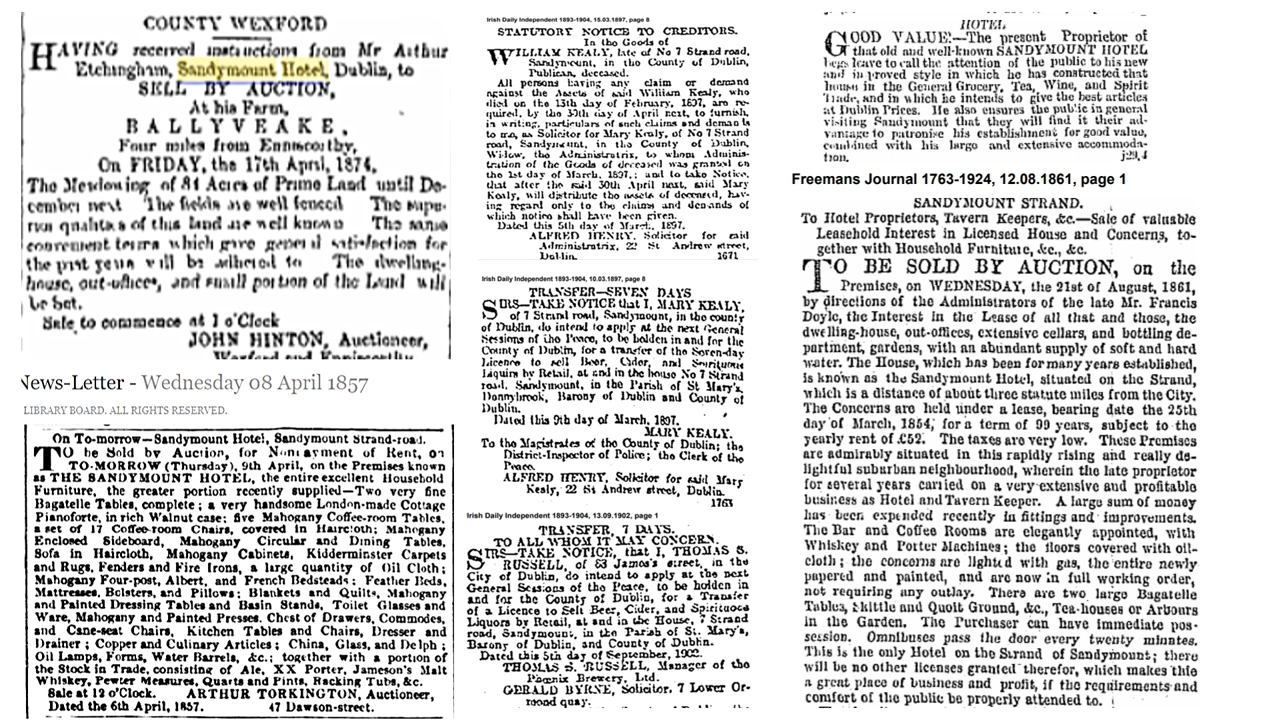 COUNTY WEXFORD
HAVING received instructions from Mr Arthur
Etchingham, Sandymount Hotel, Dublin, to
SELL BY AUCTION,
At his Farm,
BALLYVEAKE,
Four miles from Enniscorthy,
On FRIDAY, the 17th April, 1874,
The Meadowing of 81 Acres of Prime Land until De-
cember next The fields are well fenced The supe-
rior qualities of this land are well known The same
convenient terms which gave general satisfaction for
the past years will be adhered to The dwelling-
house, out-offices, and small portion of the Land will
be Set.
Sale to commence at 1 o'Clock
JOHN HINTON, Auctioneer,
Wexford and Enniscorthy
News-Letter - Wednesday 08 April 1857
LIBRARY BOARD. ALL RIGHTS RESERVED.
On To-morrow—Sandymount Hotel, Sandymount Strand-road.
TO be Sold by Auction, for Nonpayment of Rent, on
TO-MORROW (Thursday), 9th April, on the Premises known
as THE SANDYMOUNT HOTEL, the entire excellent Household
Furniture, the greater portion recently supplied—Two very fine
Bagatelle Tables, complete; a very handsome London-made Cottage
Pianoforte, in rich Walnut case; five Mahogany Coffee-room Tables,
a set of 17 Coffee-room Chairs, covered in Haircloth; Mahogany
Enclosed Sideboard, Mahogany Circular and Dining Tables,
Sofa in Haircloth, Mahogany Cabinets, Kidderminster Carpets
and Rugs, Fenders and Fire Irons, a large quantity of Oil Cloth;
Mahogany Four-post, Albert, and French Bedsteads; Feather Beds,
Mattresses, Bolsters, and Pillows; Blankets and Quilts, Mahogany
and Painted Dressing Tables and Basin Stands, Toilet Glasses and
Ware, Mahogany and Painted Presses. Chest of Drawers, Commodes,
and Cane-seat Chairs, Kitchen Tables and Chairs, Dresser and
Drainer; Copper and Culinary Articles; China, Glass, and Delph;
Oil Lamps, Forms, Water Barrels, &c.; together with a portion of
the Stock in Trade, consisting of Ale, XX Porter, Jameson's Malt
Whiskey, Pewter Measures, Quarts and Pints, Racking Tubs, &c.
Sale at 12 o'Clock. ARTHUR TORKINGTON, Auctioneer,
Dated the 6th April, 1857. 47 Dawson-street.
Irish Daily Independent 1893-1904, 15.03.1897, page 8
STATUTORY NOTICE TO CREDITORS.
In the Goods of
WILLIAM KEALY, late of No 7 Strand road,
Sandymount, in the County of Dublin,
Publican, deceased.
All persons having any claim or demand
against the Assets of said William Kealy, who
died on the 13th day of February, 1897, are re-
quired, by the 30th day of April next, to furnish,
in writing, particulars of such claims and demands
to me, as Solicitor for Mary Kealy, of No 7 Strand
road, Sandymount, in the County of Dublin,
Widow, the Administratrix, to whom Adminis-
tration of the Goods of deceased was granted on
the 1st day of March, 1897,; and to take Notice,
that after the said 30th April next, said Mary
Kealy, will distribute the assets of deceased, hav-
ing regard only to the claims and demands of
which notice shall have been given.
Dated this 5th day of March, 1897.
ALFRED HENRY, Solicitor for said
Administratrix, 22 St Andrew street,
Dublin. 1671
Irish Daily Independent 1893-1904, 10.03.1897, page 8
TRANSFER—SEVEN DAYS
SIRS—TAKE NOTICE that I, MARY KEALY,
of 7 Strand road, Sandymount, in the county
of Dublin, do intend to apply at the next General
Sessions of the Peace, to be holden in and for the
County of Dublin, for a transfer of the Seven-day
Licence to sell Beer, Cider, and Spirituous
Liquors by Retail, at and in the house No 7 Strand
road, Sandymount, in the Parish of St Mary's,
Donnybrook, Barony of Dublin and County of
Dublin.
Dated this 9th day of March, 1897.
MARY KEALY.
To the Magistrates of the County of Dublin; the
District-Inspector of Police; the Clerk of the
Peace.
ALFRED HENRY, Solicitor for said Mary
Kealy, 22 St Andrew street, Dublin.
1763
Irish Daily Independent 1893-1904, 13.09.1902, page 1
TRANSFER, 7 DAYS.
TO ALL WHOM IT MAY CONCERN.
SIRS—TAKE NOTICE, that I, THOMAS S.
RUSSELL, of 83 James's street, in the
City of Dublin, do intend to apply at the next
General Sessions of the Peace, to be holden in
and for the County of Dublin, for a Transfer
of a Licence to Sell Beer, Cider, and Spirituous
Liquors by Retail, at and in the House, 7 Strand
road, Sandymount, in the Parish of St. Mary's,
Barony of Dublin, and County of Dublin.
Dated this 5th day of September, 1902.
THOMAS S. RUSSELL, Manager of the
Phœnix Brewery, Ltd.
GERALD BYRNE, Solicitor, 7 Lower Or-
mond quay.
HOTEL
GOOD VALUE!—The present Proprietor of
that old and well-known SANDYMOUNT HOTEL
begs leave to call the attention of the public to his new
and improved style in which he has constructed that
house in the General Grocery, Tea, Wine, and Spirit
Trade, and in which he intends to give the best articles
at Dublin Prices. He also ensures the public in general
visiting Sandymount that they will find it their ad-
vantage to patronise his establishment for good value,
combined with his large and extensive accommoda-
tion. j29,4
Freemans Journal 1763-1924, 12.08.1861, page 1
SANDYMOUNT STRAND.
To Hotel Proprietors, Tavern Keepers, &c.—Sale of valuable
Leasehold Interest in Licensed House and Concerns, to-
gether with Household Furniture, &c., &c.
TO BE SOLD BY AUCTION, on the
Premises, on WEDNESDAY, the 21st of August, 1861,
by directions of the Administrators of the late Mr. Francis
Doyle, the Interest in the Lease of all that and those, the
dwelling-house, out-offices, extensive cellars, and bottling de-
partment, gardens, with an abundant supply of soft and hard
water. The House, which has been for many years established,
is known as the Sandymount Hotel, situated on the Strand,
which is a distance of about three statute miles from the City.
The Concerns are held under a lease, bearing date the 25th
day of March, 1854, for a term of 99 years, subject to the
yearly rent of £52. The taxes are very low. These Premises
are admirably situated in this rapidly rising and really de-
lightful suburban neighbourhood, wherein the late proprietor
for several years carried on a very extensive and profitable
business as Hotel and Tavern Keeper. A large sum of money
has been expended recently in fittings and improvements.
The Bar and Coffee Rooms are elegantly appointed, with
Whiskey and Porter Machines; the floors covered with oil-
cloth; the concerns are lighted with gas, the entire newly
papered and painted, and are now in full working order,
not requiring any outlay. There are two large Bagatelle
Tables, Skittle and Quoit Ground, &c., Tea-houses or Arbours
in the Garden. The Purchaser can have immediate pos-
session. Omnibuses pass the door every twenty minutes.
This is the only Hotel on the Strand of Sandymount; there
will be no other licenses granted therefor, which makes this
a great place of business and profit, if the requirements and
comfort of the public be properly attended to.